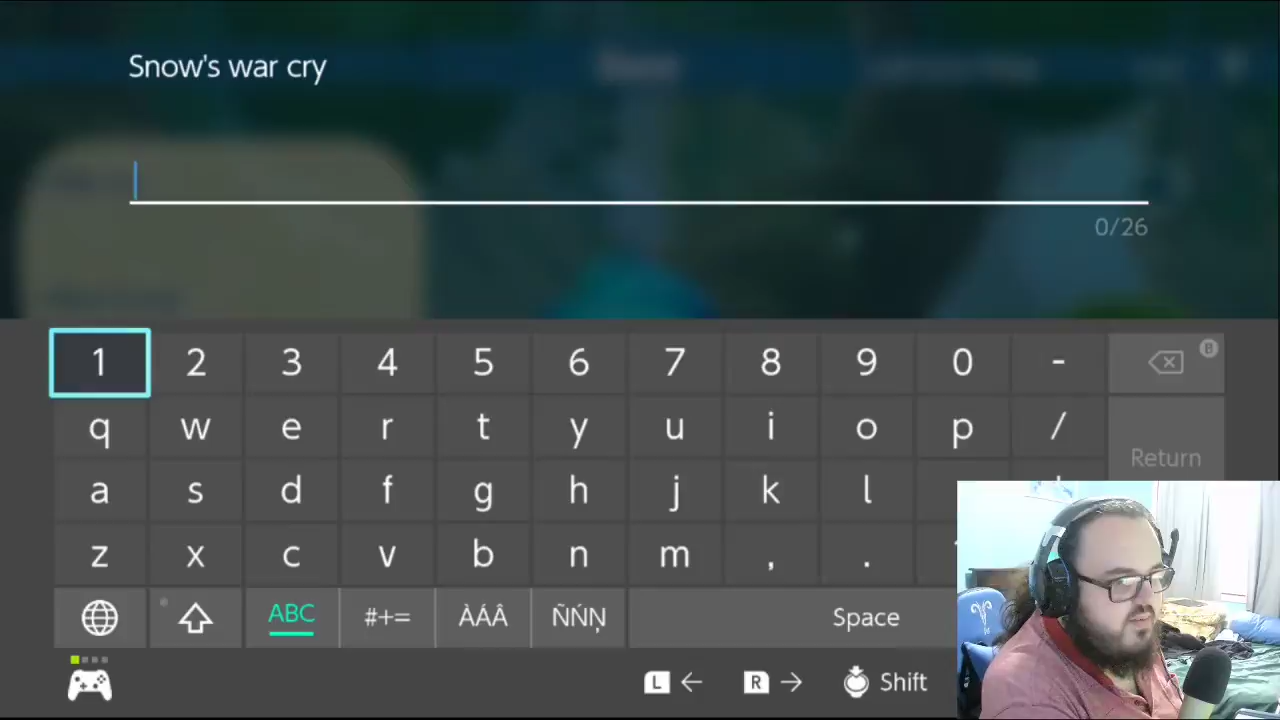 Snow's war cry
0/26
1 2 3 4 5 6 7 8 9 0 - B
q w e r t y u i o p /
Return
a s d f g h j k l
z x c v b n m , .
ABC #+= ÀÁÂ ÑŃŅ Space
L ← R → Shift